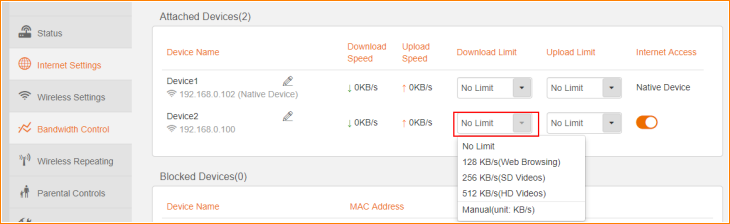 Status
Internet Settings
Wireless Settings
Bandwidth Control
Wireless Repeating
Parental Controls
Attached Devices(2)
Device Name Download Speed Upload Speed Download Limit Upload Limit Internet Access
Device1
192.168.0.102 (Native Device)
↓ 0KB/s ↑ 0KB/s No Limit No Limit Native Device
Device2
192.168.0.100
↓ 0KB/s ↑ 0KB/s No Limit No Limit
No Limit
128 KB/s(Web Browsing)
256 KB/s(SD Videos)
512 KB/s(HD Videos)
Manual(unit: KB/s)
Blocked Devices(0)
Device Name MAC Address